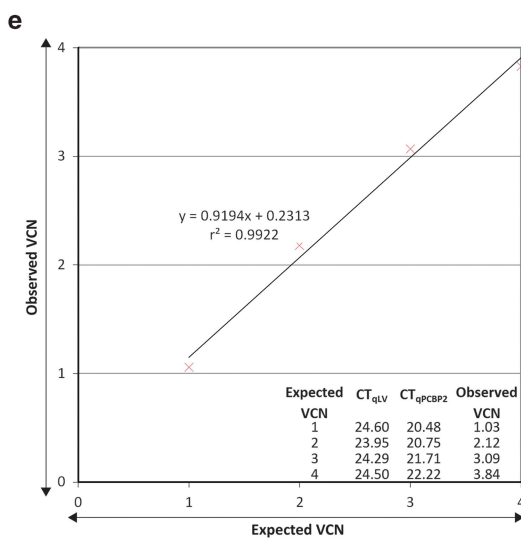 e
4
3
2
1
0
Observed VCN
y = 0.9194x + 0.2313
r² = 0.9922
Expected VCN CT_qLV CT_qPCBP2 Observed VCN
1 24.60 20.48 1.03
2 23.95 20.75 2.12
3 24.29 21.71 3.09
4 24.50 22.22 3.84
0 1 2 3 4
Expected VCN